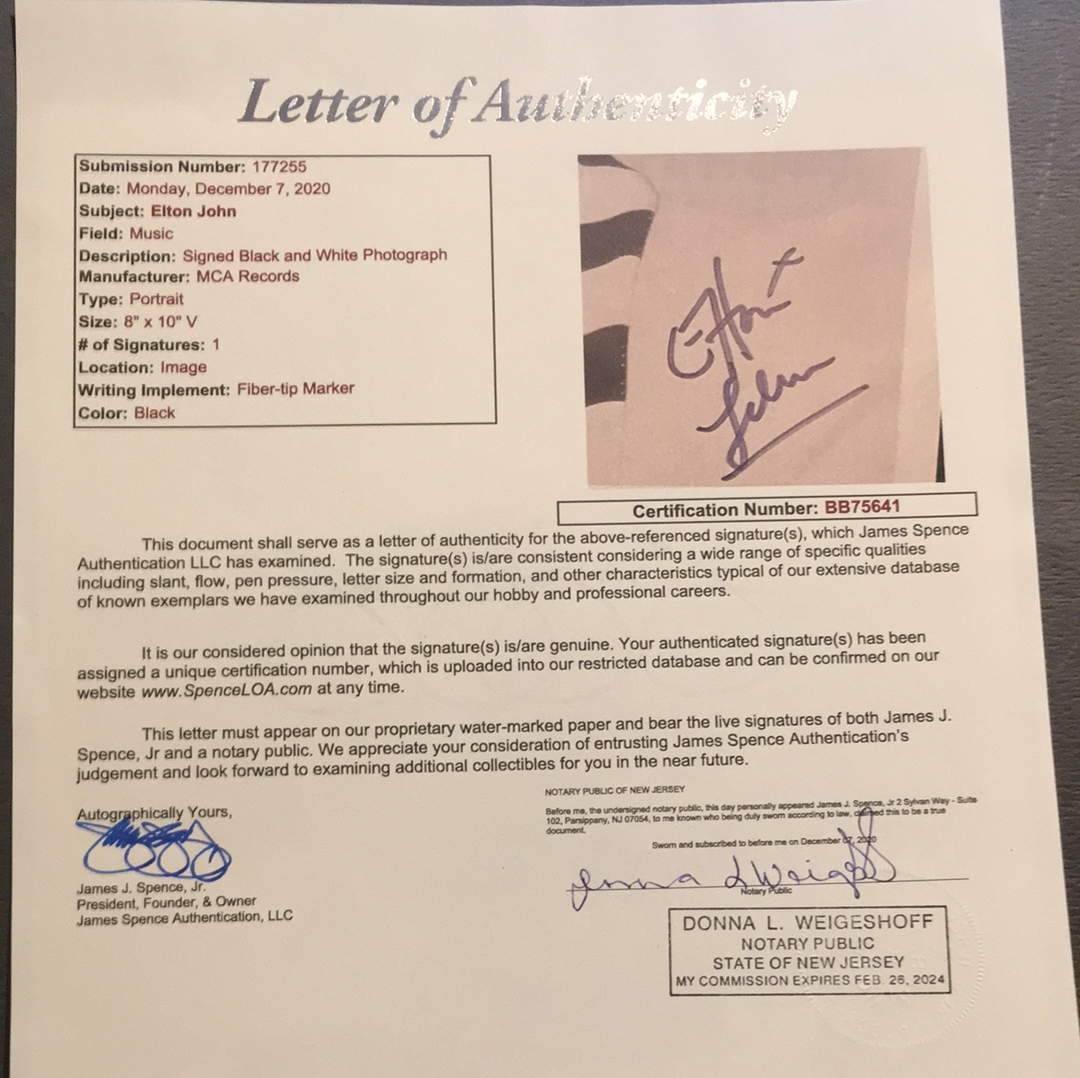 Letter of Authenticity
Submission Number: 177255
Date: Monday, December 7, 2020
Subject: Elton John
Field: Music
Description: Signed Black and White Photograph
Manufacturer: MCA Records
Type: Portrait
Size: 8" x 10" V
# of Signatures: 1
Location: Image
Writing Implement: Fiber-tip Marker
Color: Black
Elton
John
Certification Number: BB75641
This document shall serve as a letter of authenticity for the above-referenced signature(s), which James Spence
Authentication LLC has examined. The signature(s) is/are consistent considering a wide range of specific qualities
including slant, flow, pen pressure, letter size and formation, and other characteristics typical of our extensive database
of known exemplars we have examined throughout our hobby and professional careers.
It is our considered opinion that the signature(s) is/are genuine. Your authenticated signature(s) has been
assigned a unique certification number, which is uploaded into our restricted database and can be confirmed on our
website www.SpenceLOA.com at any time.
This letter must appear on our proprietary water-marked paper and bear the live signatures of both James J.
Spence, Jr and a notary public. We appreciate your consideration of entrusting James Spence Authentication's
judgement and look forward to examining additional collectibles for you in the near future.
Autographically Yours,
James J. Spence, Jr.
President, Founder, & Owner
James Spence Authentication, LLC
NOTARY PUBLIC OF NEW JERSEY
Before me, the undersigned notary public, this day personally appeared James J. Spence, Jr 2 Sylvan Way - Suite
102, Parsippany, NJ 07054, to me known who being duly sworn according to law, claimed this to be a true
document.
Sworn and subscribed to before me on December 07, 2020
Donna L Weigeshoff
Notary Public
DONNA L. WEIGESHOFF
NOTARY PUBLIC
STATE OF NEW JERSEY
MY COMMISSION EXPIRES FEB. 26, 2024